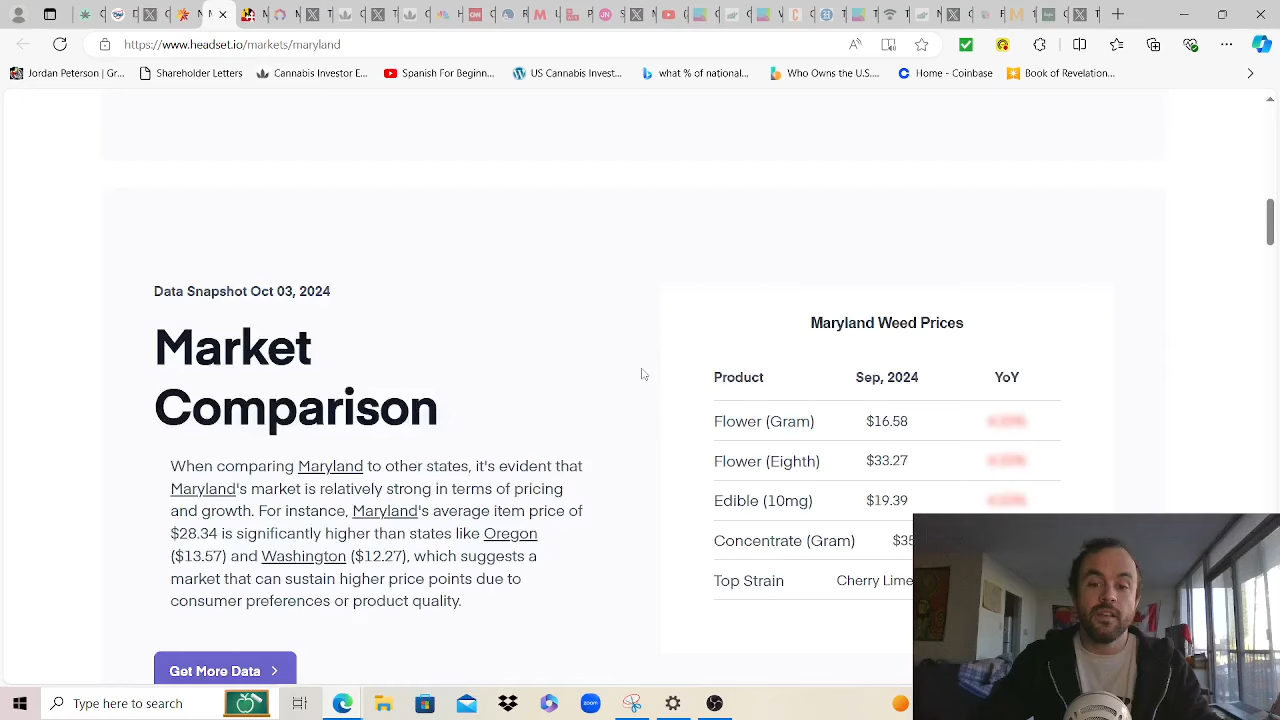 https://www.headset.io/markets/maryland
Jordan Peterson | Gr...
Shareholder Letters
Cannabis Investor E...
Spanish For Beginn...
US Cannabis Invest...
what % of national...
Who Owns the U.S....
Home - Coinbase
Book of Revelation...
Data Snapshot Oct 03, 2024
Market
Comparison
When comparing Maryland to other states, it's evident that
Maryland's market is relatively strong in terms of pricing
and growth. For instance, Maryland's average item price of
$28.34 is significantly higher than states like Oregon
($13.57) and Washington ($12.27), which suggests a
market that can sustain higher price points due to
consumer preferences or product quality.
Get More Data
Maryland Weed Prices
Product Sep, 2024 YoY
Flower (Gram) $16.58
Flower (Eighth) $33.27
Edible (10mg) $19.39
Concentrate (Gram) $35
Top Strain Cherry Lime
Type here to search
zoom